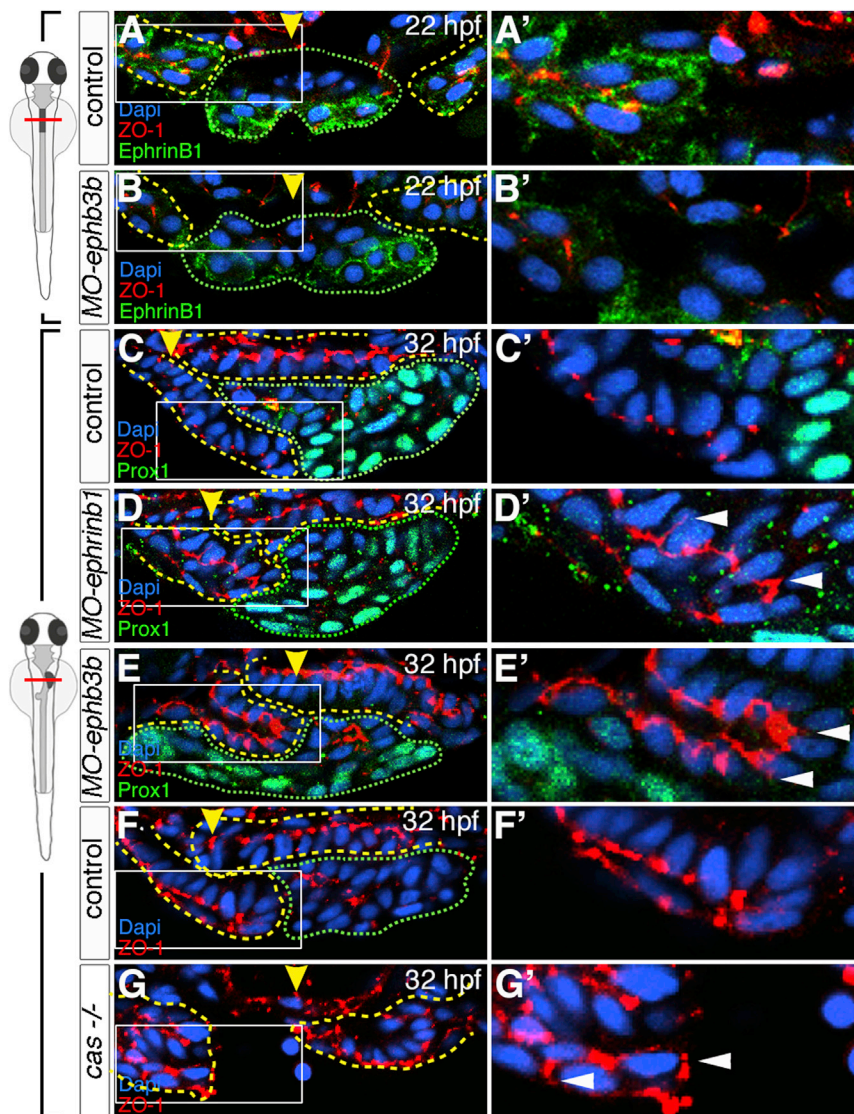 control
A
22 hpf
Dapi
ZO-1
EphrinB1
A'
MO-ephb3b
B
22 hpf
Dapi
ZO-1
EphrinB1
B'
control
C
32 hpf
Dapi
ZO-1
Prox1
C'
MO-ephrinb1
D
32 hpf
Dapi
ZO-1
Prox1
D'
MO-ephb3b
E
32 hpf
Dapi
ZO-1
Prox1
E'
control
F
32 hpf
Dapi
ZO-1
F'
cas -/-
G
32 hpf
Dapi
ZO-1
G'